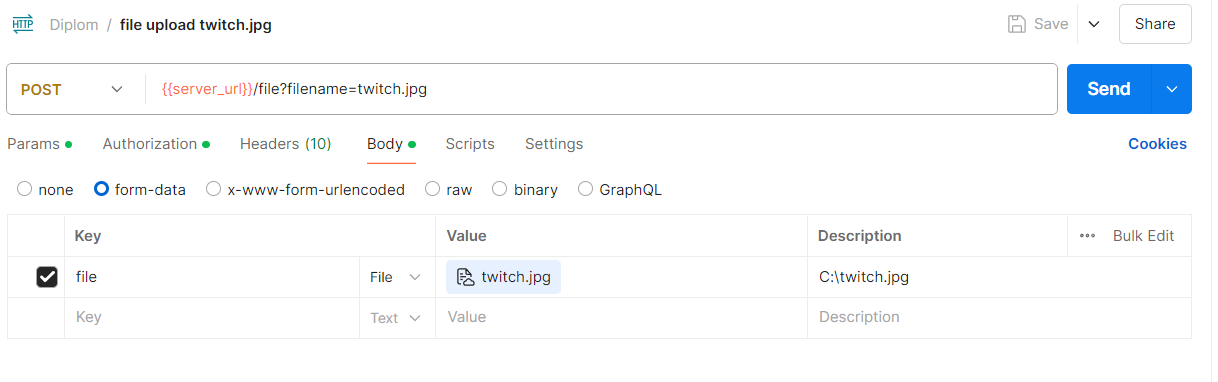 HTTP Diplom / file upload twitch.jpg Save Share
POST {{server_url}}/file?filename=twitch.jpg Send
Params Authorization Headers (10) Body Scripts Settings Cookies
none form-data x-www-form-urlencoded raw binary GraphQL
Key Value Description Bulk Edit
file File twitch.jpg C:\twitch.jpg
Key Text Value Description